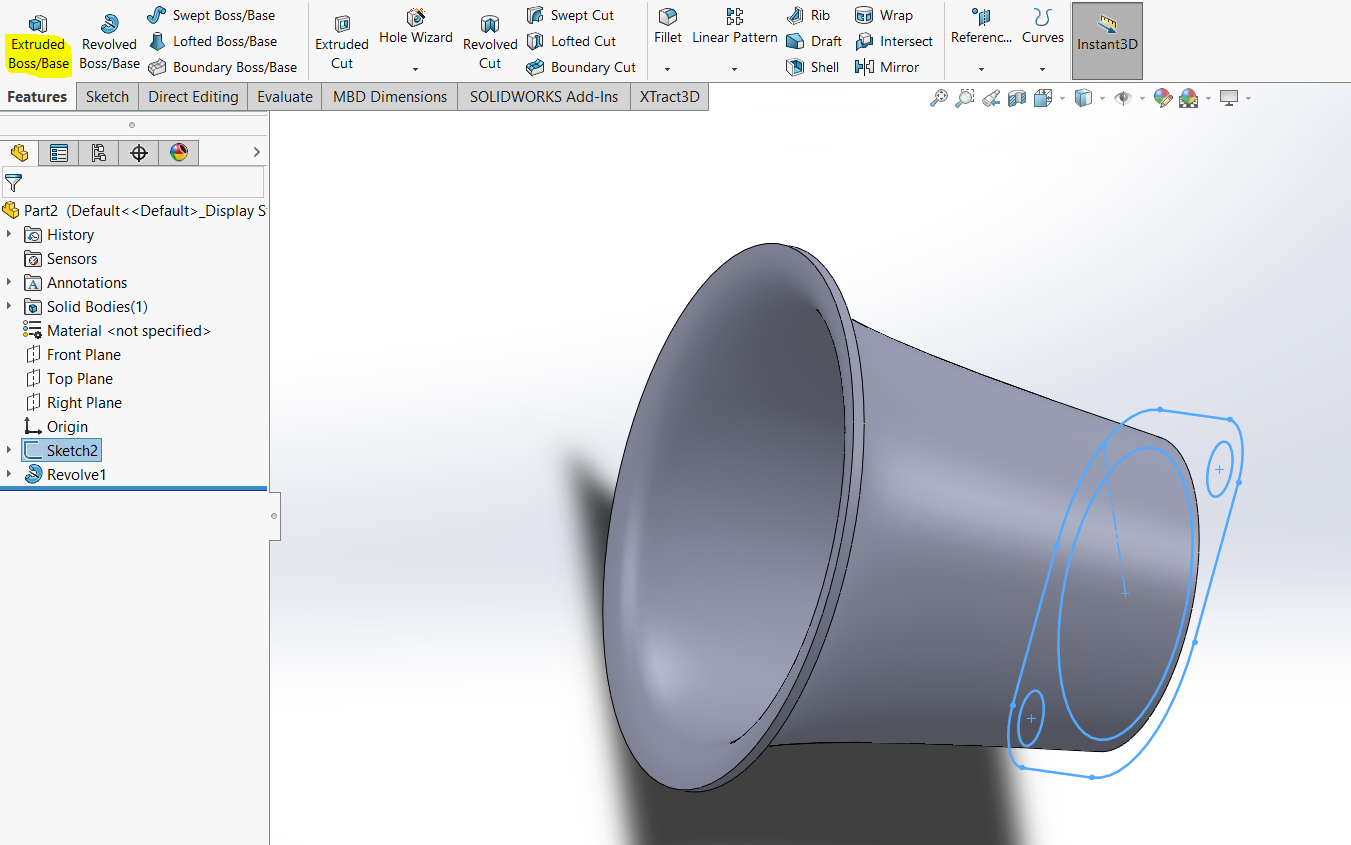 Extruded
Boss/Base
Revolved
Boss/Base
Swept Boss/Base
Lofted Boss/Base
Boundary Boss/Base
Extruded
Cut
Hole Wizard
Revolved
Cut
Swept Cut
Lofted Cut
Boundary Cut
Fillet
Linear Pattern
Rib
Draft
Shell
Wrap
Intersect
Mirror
Referenc...
Curves
Instant3D
Features
Sketch
Direct Editing
Evaluate
MBD Dimensions
SOLIDWORKS Add-Ins
XTract3D
Part2 (Default<<Default>_Display S
History
Sensors
A Annotations
Solid Bodies(1)
Material <not specified>
Front Plane
Top Plane
Right Plane
Origin
Sketch2
Revolve1